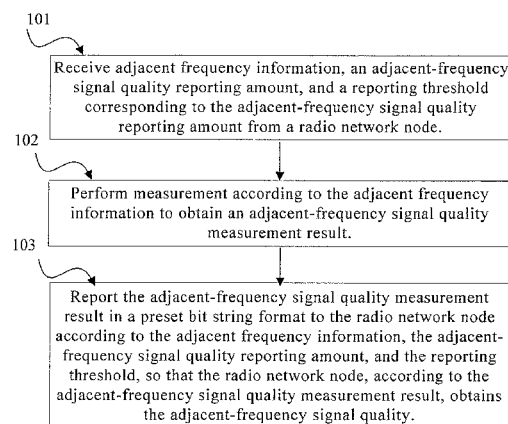 101
Receive adjacent frequency information, an adjacent-frequency
signal quality reporting amount, and a reporting threshold
corresponding to the adjacent-frequency signal quality
reporting amount from a radio network node.
102
Perform measurement according to the adjacent frequency
information to obtain an adjacent-frequency signal quality
measurement result.
103
Report the adjacent-frequency signal quality measurement
result in a preset bit string format to the radio network node
according to the adjacent frequency information, the adjacent-
frequency signal quality reporting amount, and the reporting
threshold, so that the radio network node, according to the
adjacent-frequency signal quality measurement result, obtains
the adjacent-frequency signal quality.